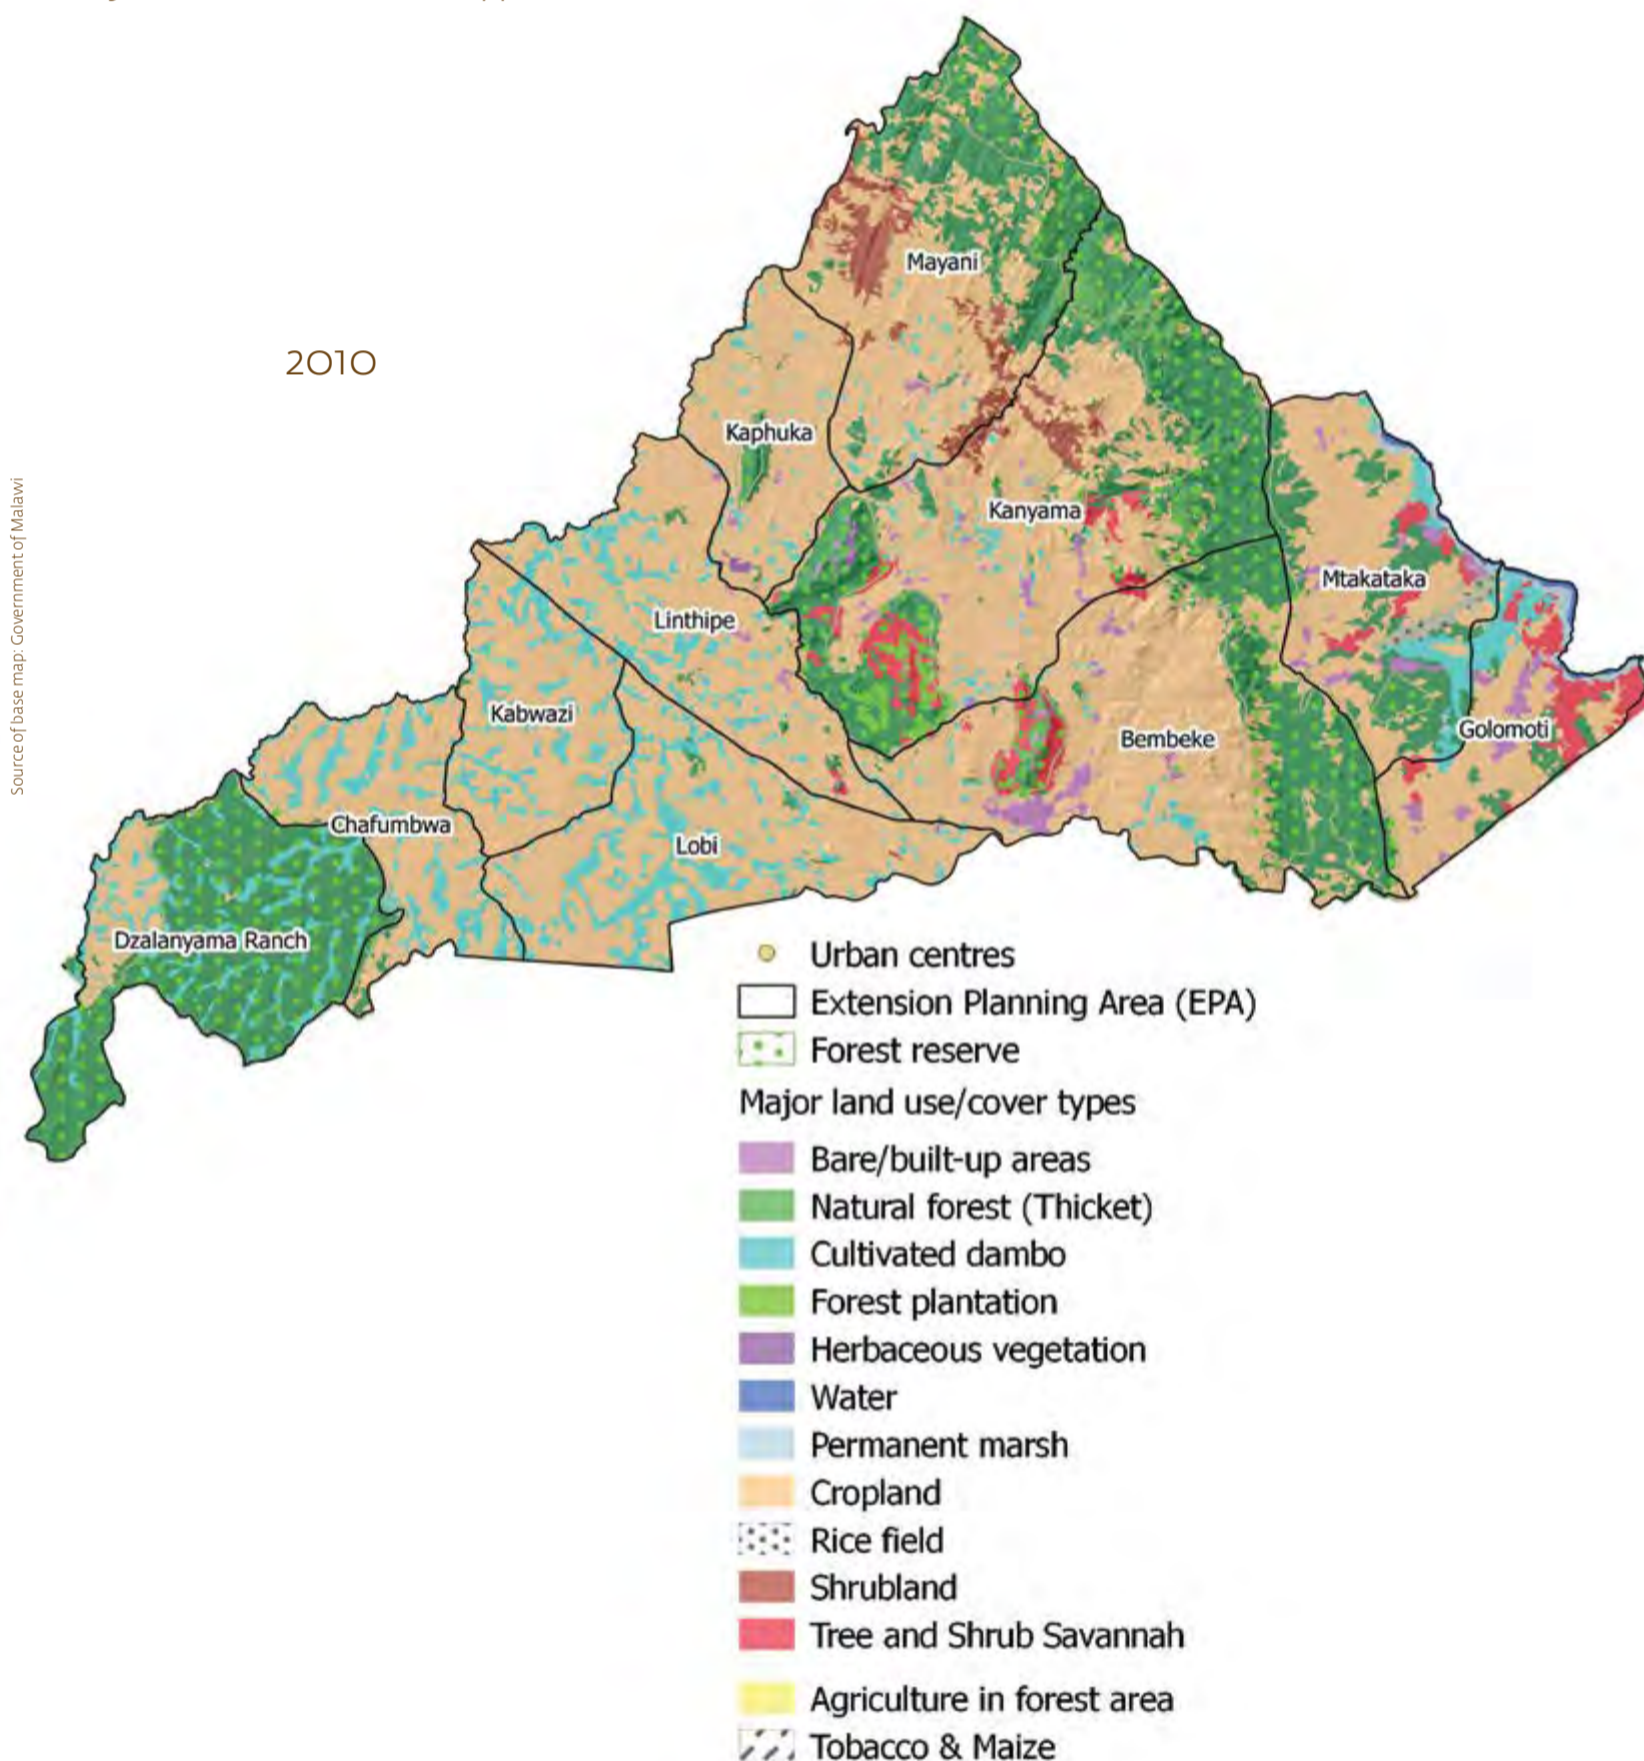 2010
Source of base map: Government of Malawi
Mayani
Kaphuka
Kanyama
Mtakataka
Linthipe
Kabwazi
Golomoti
Bembeke
Chafumbwa
Lobi
Dzalanyama Ranch
Urban centres
Extension Planning Area (EPA)
Forest reserve
Major land use/cover types
Bare/built-up areas
Natural forest (Thicket)
Cultivated dambo
Forest plantation
Herbaceous vegetation
Water
Permanent marsh
Cropland
Rice field
Shrubland
Tree and Shrub Savannah
Agriculture in forest area
Tobacco & Maize